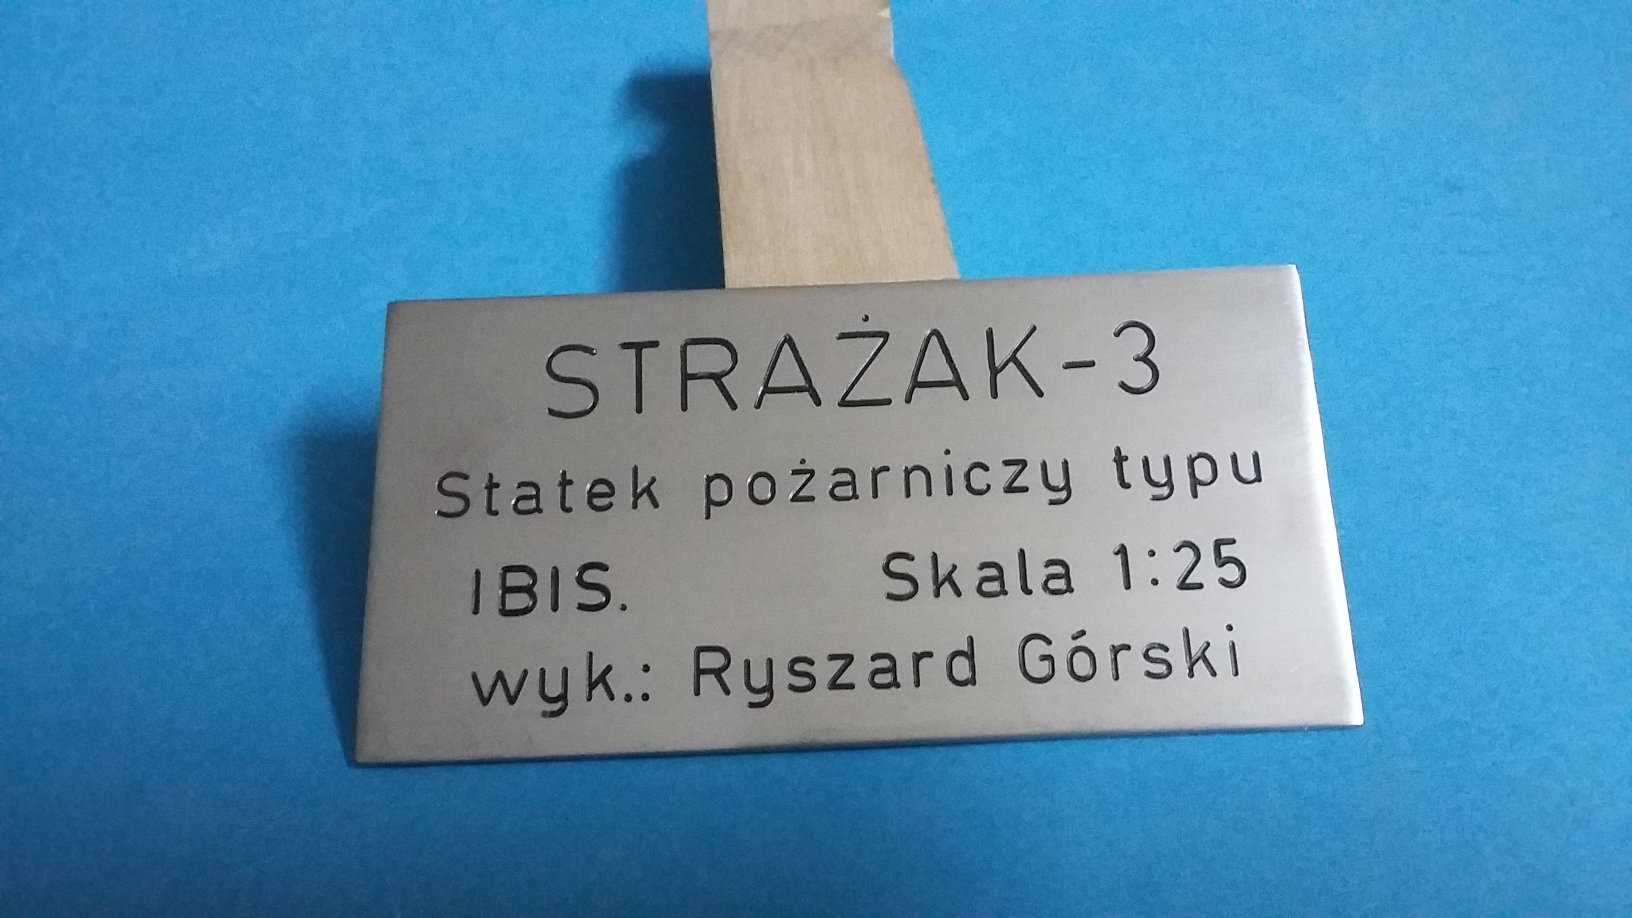 STRAŻAK-3
Statek pożarniczy typu
IBIS. Skala 1:25
wyk.: Ryszard Górski